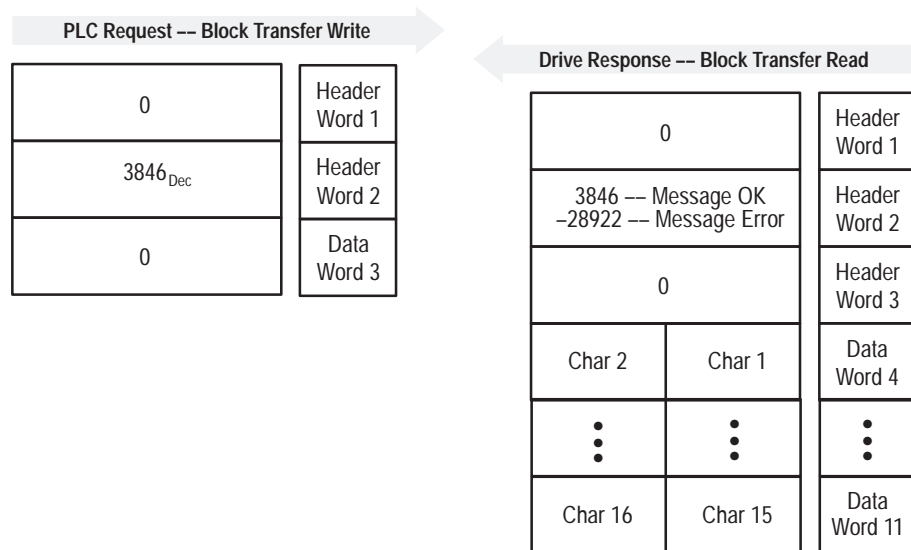 PLC Request –– Block Transfer Write
0
Header
Word 1
3846Dec
Header
Word 2
0
Data
Word 3
Drive Response –– Block Transfer Read
0
Header
Word 1
3846 –– Message OK
–28922 –– Message Error
Header
Word 2
0
Header
Word 3
Char 2
Char 1
Data
Word 4
Char 16
Char 15
Data
Word 11